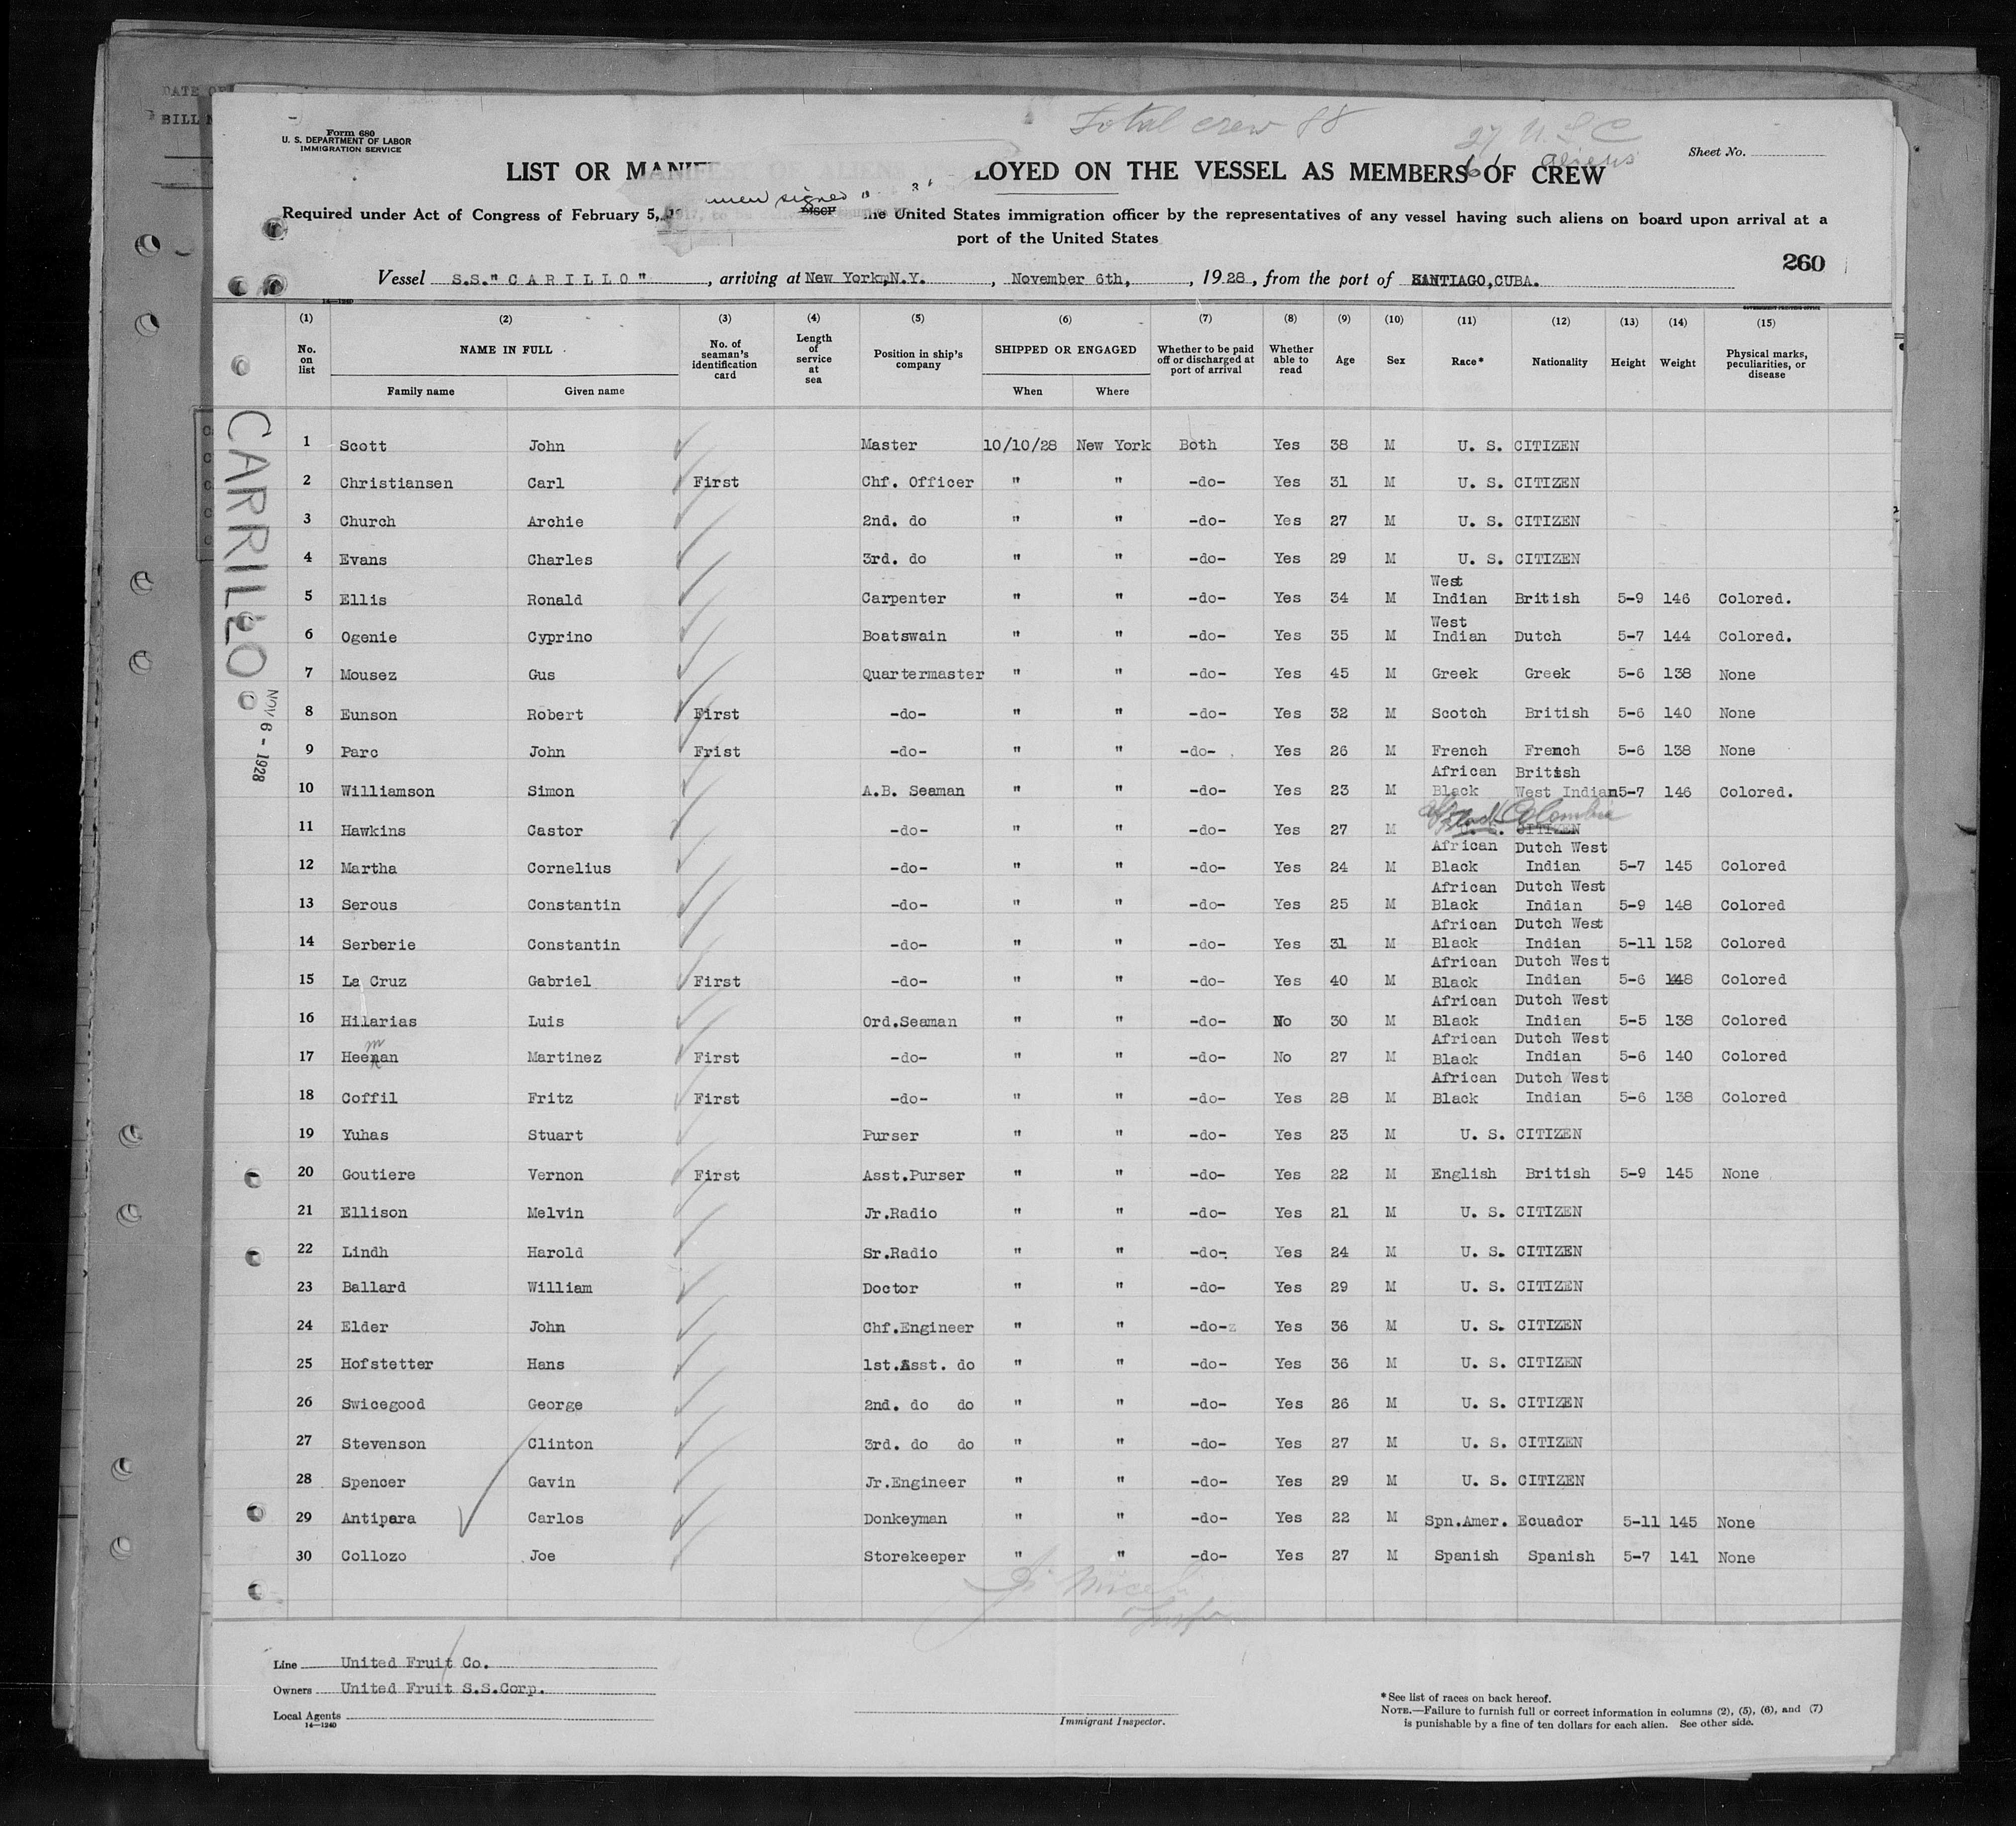 DATE OF
BILL
Form 680
U. S. DEPARTMENT OF LABOR
IMMIGRATION SERVICE
Total crew 88
27 U S C
61 aliens
Sheet No.
LIST OR MANIFEST OF ALIENS EMPLOYED ON THE VESSEL AS MEMBERS OF CREW
men signed
Required under Act of Congress of February 5, 1917, to be delivered to the United States immigration officer by the representatives of any vessel having such aliens on board upon arrival at a
port of the United States
260
Vessel S.S."CARILLO", arriving at New York,N.Y., November 6th, , 1928, from the port of SANTIAGO,CUBA.
14—1240
GOVERNMENT PRINTING OFFICE
(1) (2) (3) (4) (5) (6) (7) (8) (9) (10) (11) (12) (13) (14) (15)
No. on list NAME IN FULL Family name Given name No. of seaman's identification card Length of service at sea Position in ship's company SHIPPED OR ENGAGED When Where Whether to be paid off or discharged at port of arrival Whether able to read Age Sex Race* Nationality Height Weight Physical marks, peculiarities, or disease
CARRILLO
NOV 6 - 1928
1 Scott John Master 10/10/28 New York Both Yes 38 M U. S. CITIZEN
2 Christiansen Carl First Chf. Officer " " -do- Yes 31 M U. S. CITIZEN
3 Church Archie 2nd. do " " -do- Yes 27 M U. S. CITIZEN
4 Evans Charles 3rd. do " " -do- Yes 29 M U. S. CITIZEN
5 Ellis Ronald Carpenter " " -do- Yes 34 M West Indian British 5-9 146 Colored.
6 Ogenie Cyprino Boatswain " " -do- Yes 35 M West Indian Dutch 5-7 144 Colored.
7 Mousez Gus Quartermaster " " -do- Yes 45 M Greek Greek 5-6 138 None
8 Eunson Robert First -do- " " -do- Yes 32 M Scotch British 5-6 140 None
9 Parc John Frist -do- " " -do- Yes 26 M French French 5-6 138 None
10 Williamson Simon A.B. Seaman " " -do- Yes 23 M African Black British West Indian 5-7 146 Colored.
11 Hawkins Castor -do- " " -do- Yes 27 M U. S. CITIZEN Af Black Colombia
12 Martha Cornelius -do- " " -do- Yes 24 M African Black Dutch West Indian 5-7 145 Colored
13 Serous Constantin -do- " " -do- Yes 25 M African Black Dutch West Indian 5-9 148 Colored
14 Serberie Constantin -do- " " -do- Yes 31 M African Black Dutch West Indian 5-11 152 Colored
15 La Cruz Gabriel First -do- " " -do- Yes 40 M African Black Dutch West Indian 5-6 148 Colored
16 Hilarias Luis Ord.Seaman " " -do- No 30 M African Black Dutch West Indian 5-5 138 Colored
17 Heenan m Martinez First -do- " " -do- No 27 M African Black Dutch West Indian 5-6 140 Colored
18 Coffil Fritz First -do- " " -do- Yes 28 M African Black Dutch West Indian 5-6 138 Colored
19 Yuhas Stuart Purser " " -do- Yes 23 M U. S. CITIZEN
20 Goutiere Vernon First Asst.Purser " " -do- Yes 22 M English British 5-9 145 None
21 Ellison Melvin Jr.Radio " " -do- Yes 21 M U. S. CITIZEN
22 Lindh Harold Sr.Radio " " -do- Yes 24 M U. S. CITIZEN
23 Ballard William Doctor " " -do- Yes 29 M U. S. CITIZEN
24 Elder John Chf.Engineer " " -do- Yes 36 M U. S. CITIZEN
25 Hofstetter Hans 1st.Asst. do " " -do- Yes 36 M U. S. CITIZEN
26 Swicegood George 2nd. do do " " -do- Yes 26 M U. S. CITIZEN
27 Stevenson Clinton 3rd. do do " " -do- Yes 27 M U. S. CITIZEN
28 Spencer Gavin Jr.Engineer " " -do- Yes 29 M U. S. CITIZEN
29 Antipara Carlos Donkeyman " " -do- Yes 22 M Spn.Amer. Ecuador 5-11 145 None
30 Collozo Joe Storekeeper " " -do- Yes 27 M Spanish Spanish 5-7 141 None
Line United Fruit Co.
Owners United Fruit S.S.Corp.
Local Agents
14—1240
Immigrant Inspector.
*See list of races on back hereof.
NOTE.—Failure to furnish full or correct information in columns (2), (5), (6), and (7)
is punishable by a fine of ten dollars for each alien. See other side.